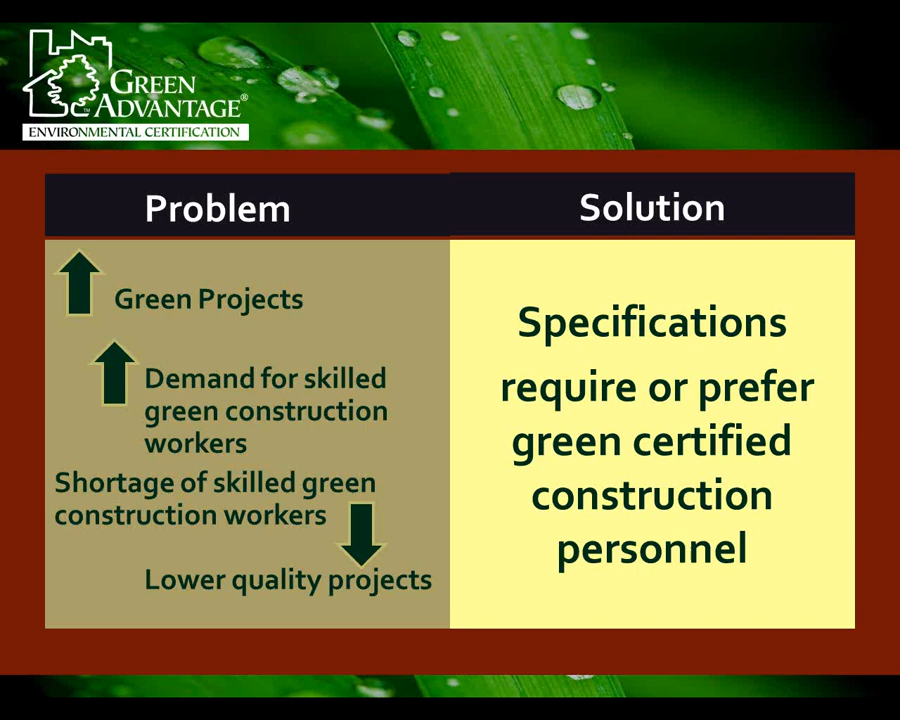 GREEN
ADVANTAGE®
ENVIRONMENTAL CERTIFICATION
Problem
Green Projects
Demand for skilled
green construction
workers
Shortage of skilled green
construction workers
Lower quality projects
Solution
Specifications
require or prefer
green certified
construction
personnel